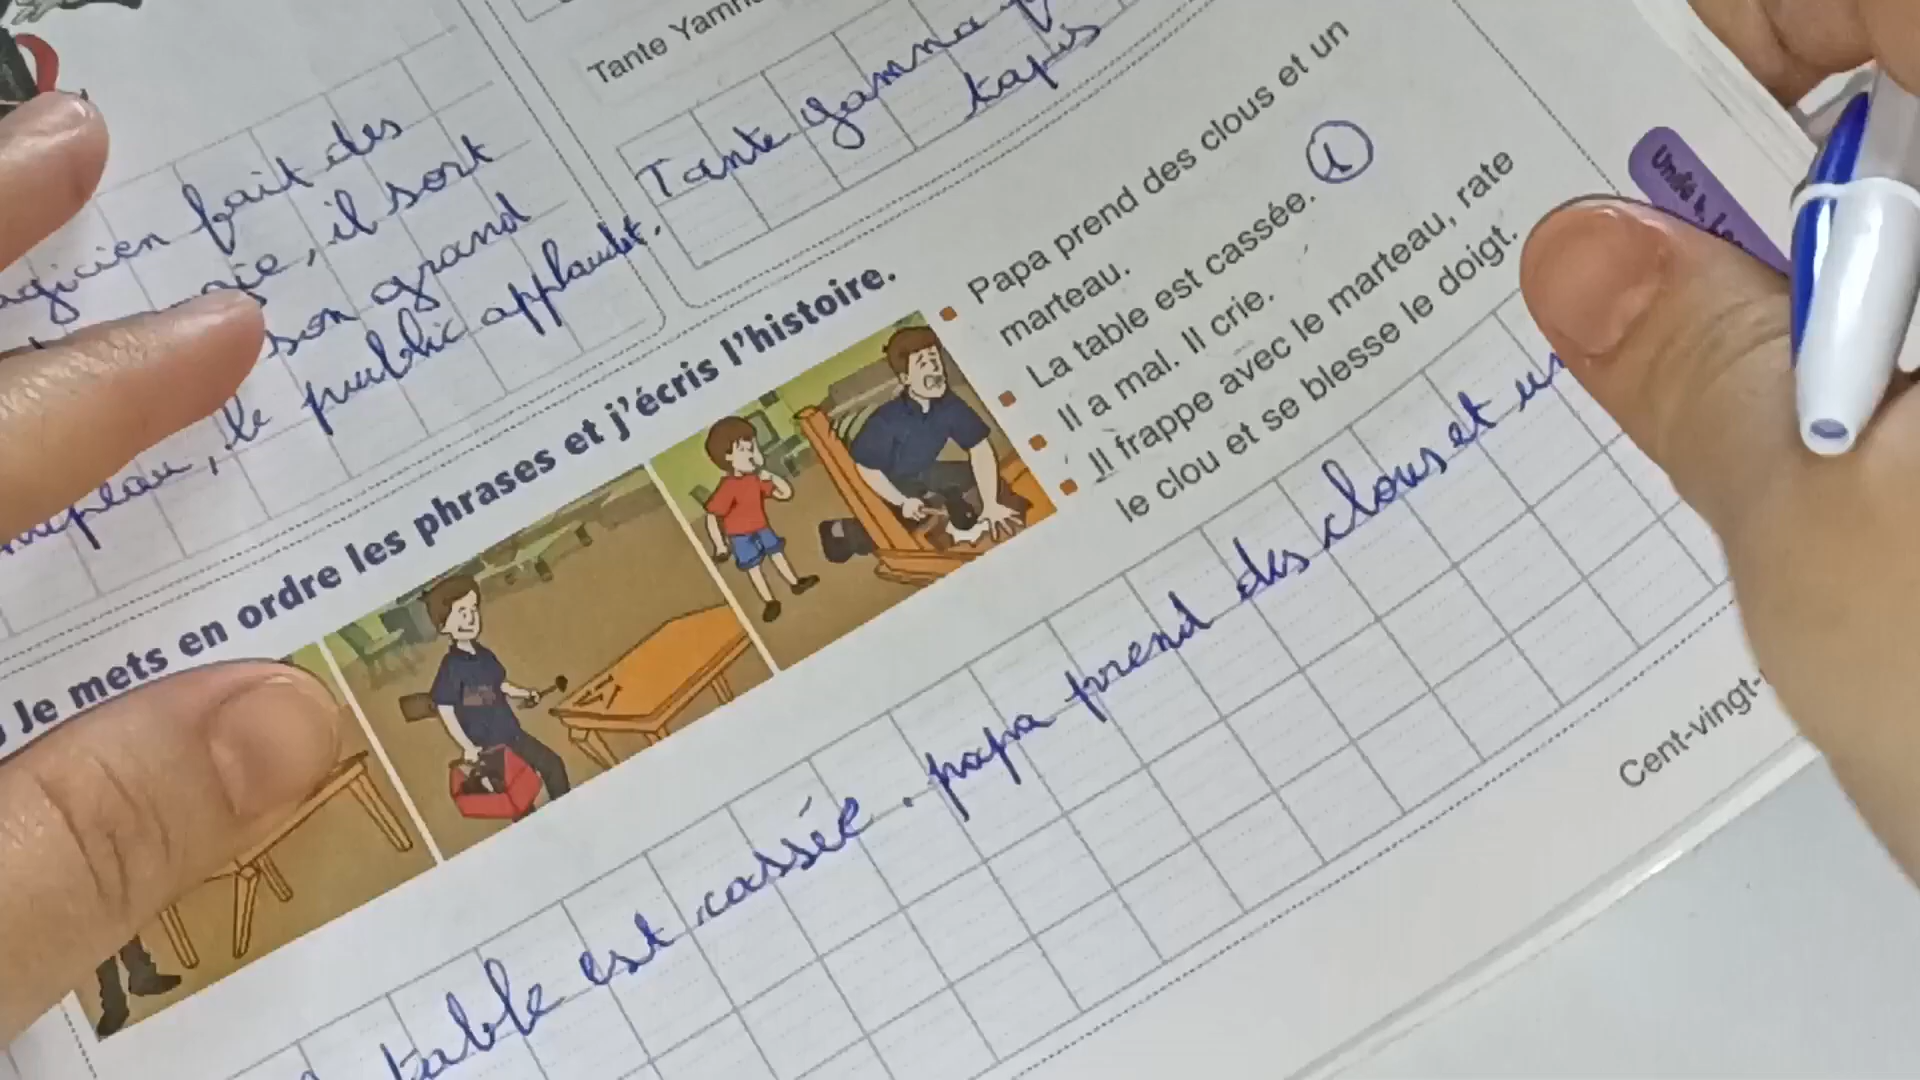 fait des
, il sort
son grand
, le public applaudit.
Tante
Tante yamna
tapis
Je mets en ordre les phrases et j'écris l'histoire.
Papa prend des clous et un
marteau.
La table est cassée. 1
Il a mal. Il crie.
Il frappe avec le marteau, rate
le clou et se blesse le doigt.
table est cassée. papa prend des clous et un
Cent-vingt-